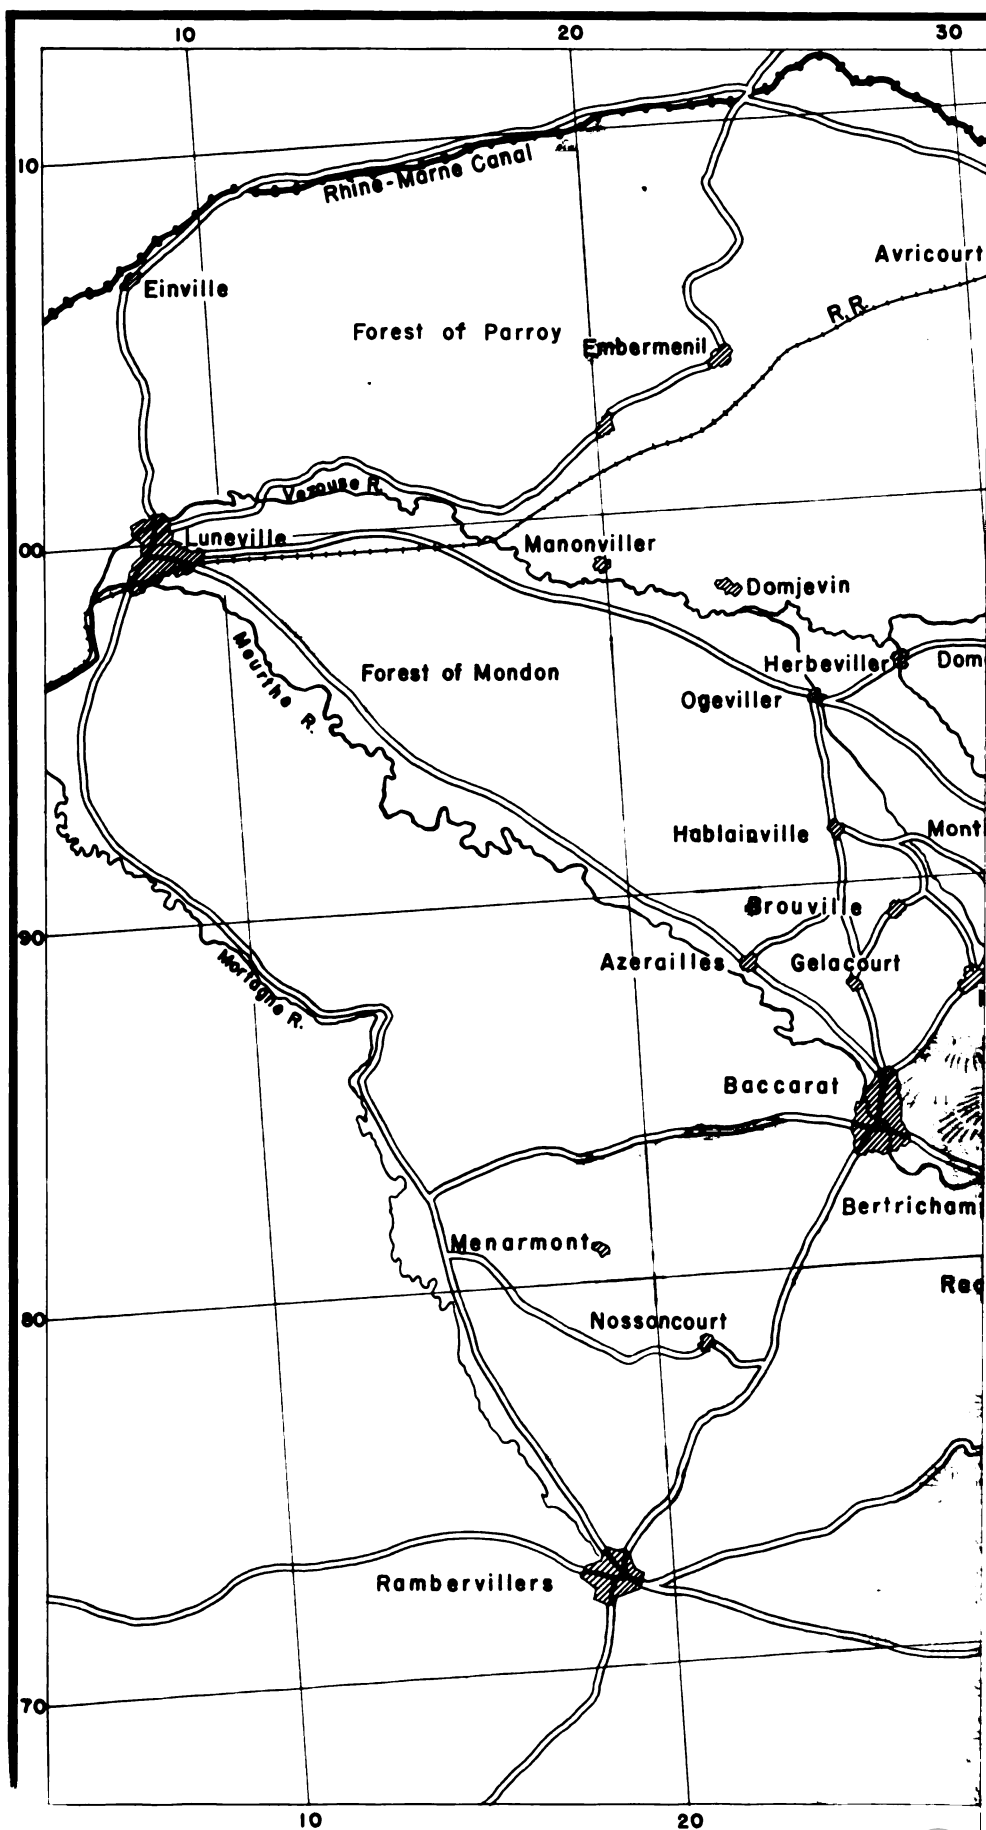 10 20 30
10
Rhine-Marne Canal
Avricourt
Einville
R.R.
Forest of Parroy
Embermenil
Vezouse R.
Luneville
00
Manonviller
Domjevin
Meurthe R.
Forest of Mondon
Herbeviller
Dom
Ogeviller
Hablainville
Mont
Brouville
90
Azerailles
Gelacourt
Mortagne R.
Baccarat
Bertricham
Menarmont
80
Nossoncourt
Rambervillers
70
10 20